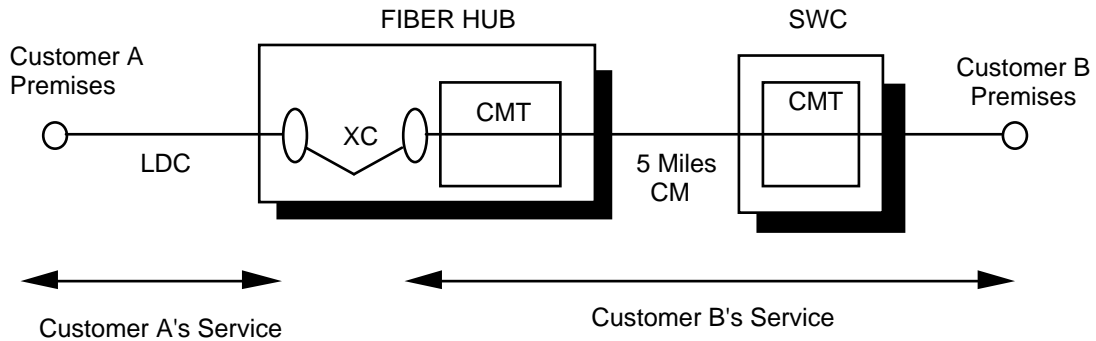 FIBER HUB
SWC
Customer A
Premises
Customer B
Premises
CMT
CMT
XC
LDC
5 Miles
CM
Customer A's Service
Customer B's Service